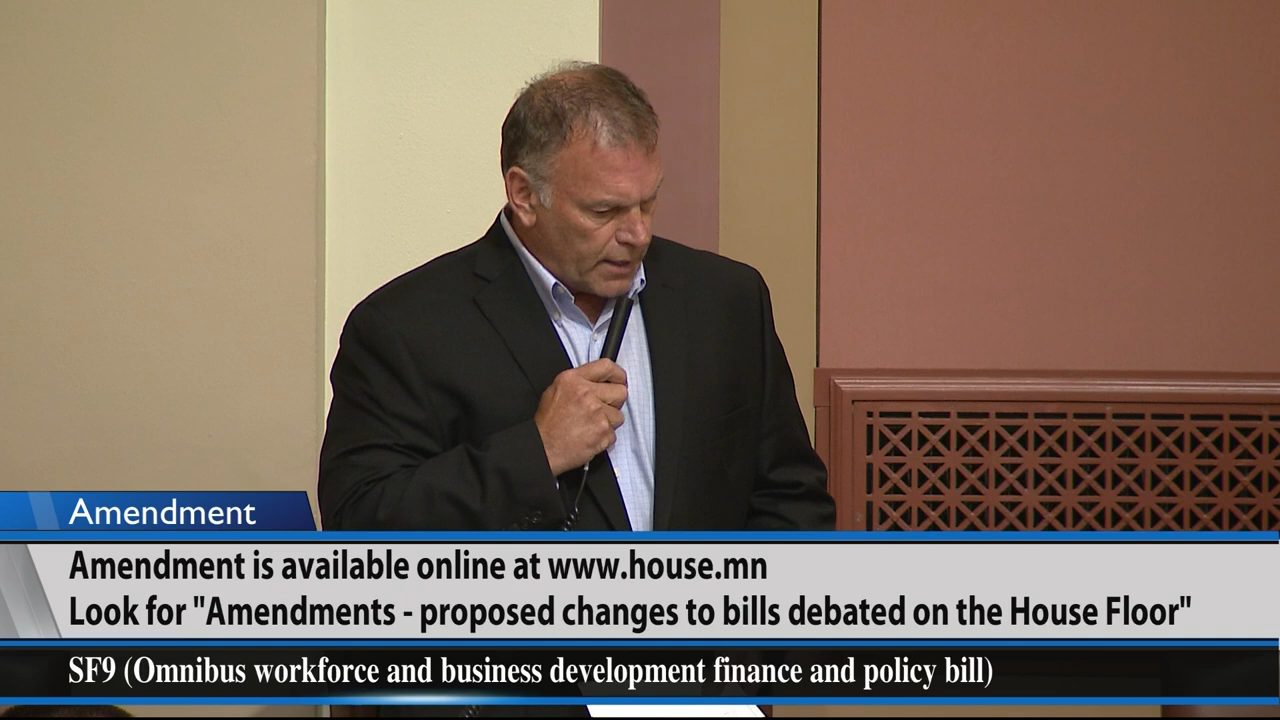 Amendment
Amendment is available online at www.house.mn
Look for "Amendments - proposed changes to bills debated on the House Floor"
SF9 (Omnibus workforce and business development finance and policy bill)